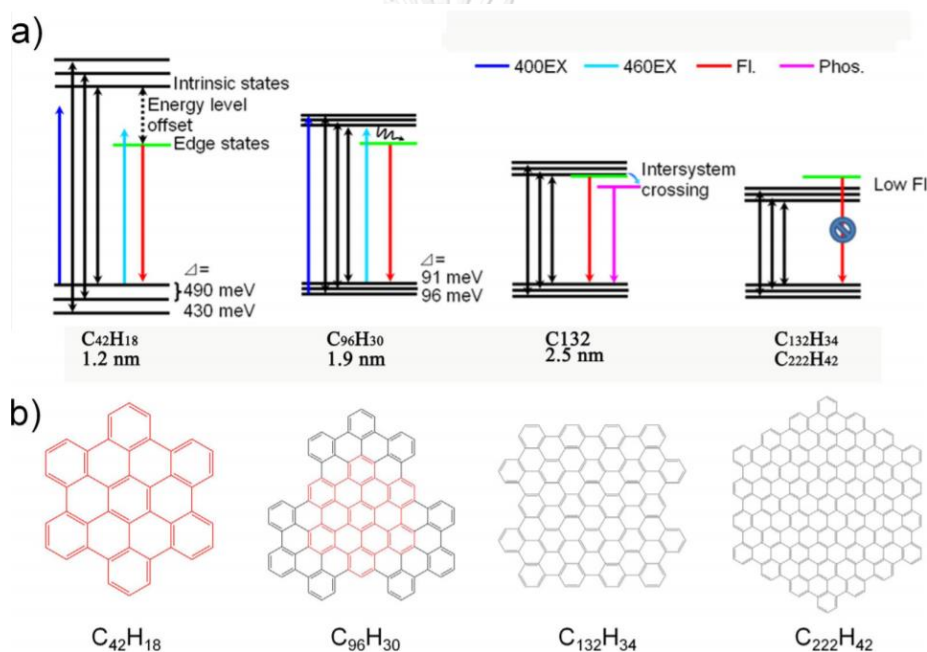 a)
400EX 460EX Fl. Phos.
Intrinsic states
Energy level
offset
Edge states
Δ=
490 meV
430 meV
Δ=
91 meV
96 meV
Intersystem
crossing
Low Fl
C42H18
1.2 nm
C96H30
1.9 nm
C132
2.5 nm
C132H34
C222H42
b)
C42H18 C96H30 C132H34 C222H42